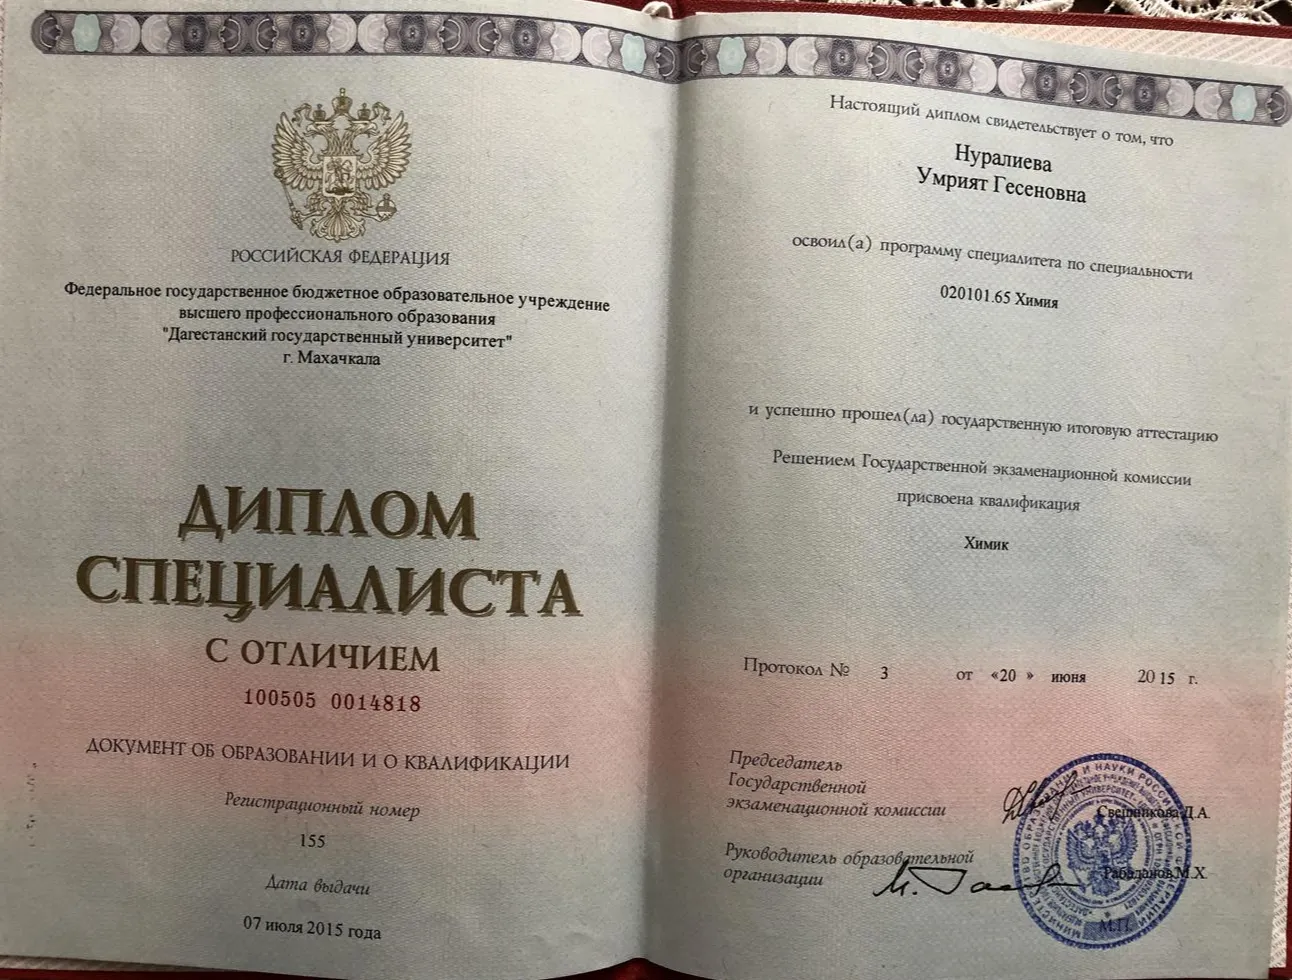 РОССИЙСКАЯ ФЕДЕРАЦИЯ
Федеральное государственное бюджетное образовательное учреждение
высшего профессионального образования
"Дагестанский государственный университет"
г. Махачкала
ДИПЛОМ
СПЕЦИАЛИСТА
С ОТЛИЧИЕМ
100505 0014818
ДОКУМЕНТ ОБ ОБРАЗОВАНИИ И О КВАЛИФИКАЦИИ
Регистрационный номер
155
Дата выдачи
07 июля 2015 года
Настоящий диплом свидетельствует о том, что
Нуралиева
Умрият Гесеновна
освоил(а) программу специалитета по специальности
020101.65 Химия
и успешно прошел(ла) государственную итоговую аттестацию
Решением Государственной экзаменационной комиссии
присвоена квалификация
Химик
Протокол № 3 от «20 » июня 2015 г.
Председатель
Государственной
экзаменационной комиссии
Свешникова Д.А.
Руководитель образовательной
организации
Рабаданов М.Х.
М.П.